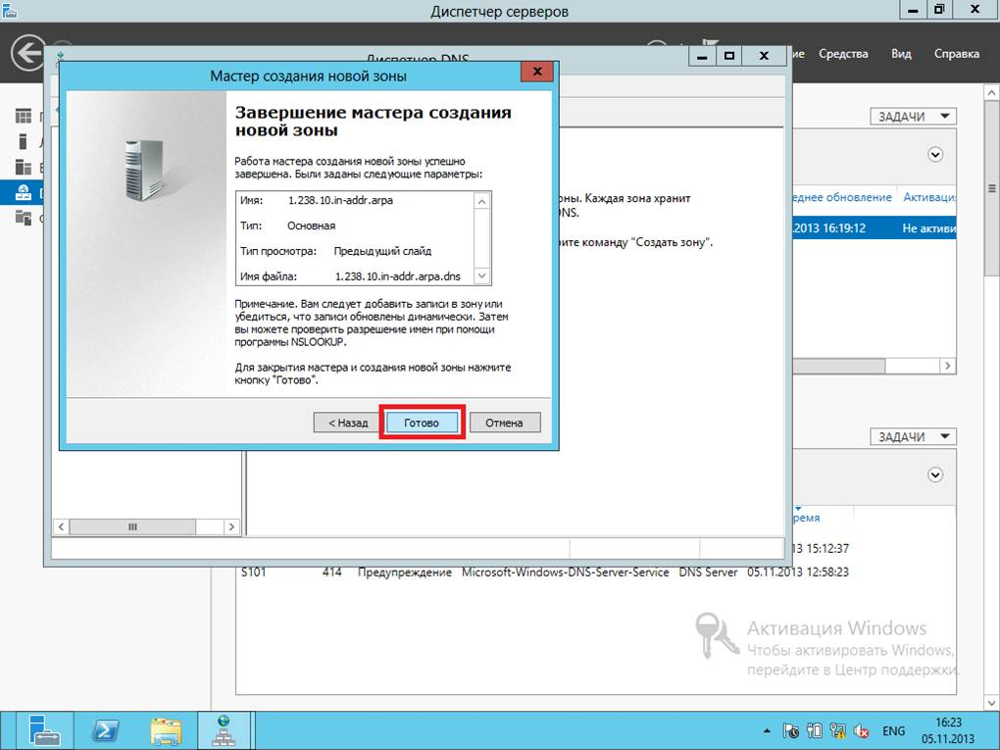 Диспетчер серверов
Средства
Вид
Справка
Диспетчер DNS
Мастер создания новой зоны
Завершение мастера создания
новой зоны
Работа мастера создания новой зоны успешно
завершена. Были заданы следующие параметры:
Имя: 1.238.10.in-addr.arpa
Тип: Основная
Тип просмотра: Предыдущий слайд
Имя файла: 1.238.10.in-addr.arpa.dns
Примечание. Вам следует добавить записи в зону или
убедиться, что записи обновлены динамически. Затем
вы можете проверить разрешение имен при помощи
программы NSLOOKUP.
Для закрытия мастера и создания новой зоны нажмите
кнопку "Готово".
< Назад
Готово
Отмена
оны. Каждая зона хранит
DNS.
рите команду "Создать зону".
ЗАДАЧИ
еднее обновление Активаци
.2013 16:19:12 Не активи
ЗАДАЧИ
ремя
13 15:12:37
S101 414 Предупреждение Microsoft-Windows-DNS-Server-Service DNS Server 05.11.2013 12:58:23
Активация Windows
Чтобы активировать Windows,
перейдите в Центр поддержки.
ENG
16:23
05.11.2013